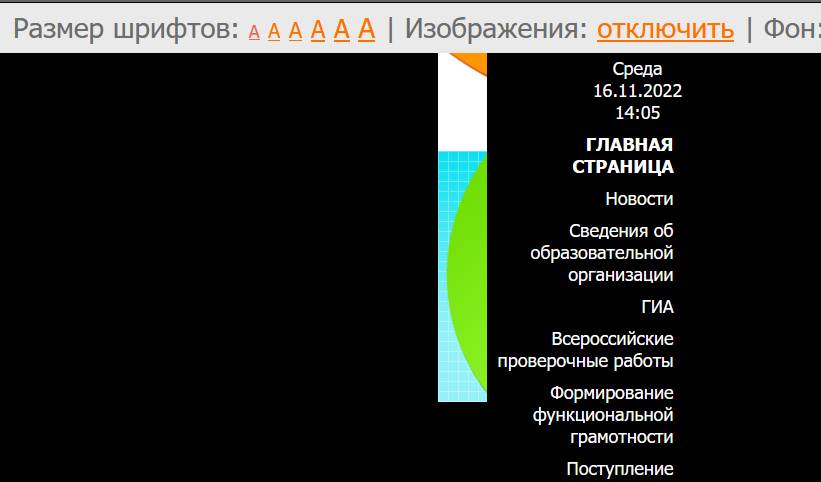 Размер шрифтов: А А А А А А | Изображения: отключить | Фон:
Среда
16.11.2022
14:05
ГЛАВНАЯ
СТРАНИЦА
Новости
Сведения об
образовательной
организации
ГИА
Всероссийские
проверочные работы
Формирование
функциональной
грамотности
Поступление